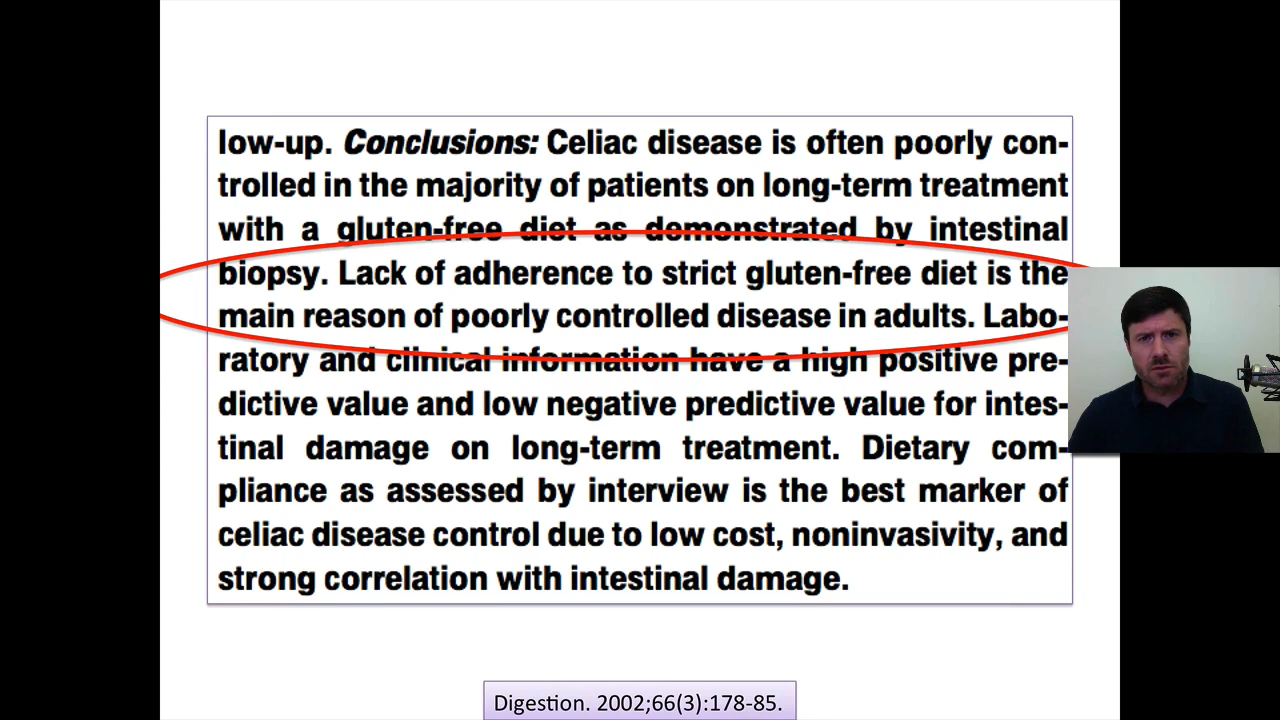 low-up. Conclusions: Celiac disease is often poorly con-
trolled in the majority of patients on long-term treatment
with a gluten-free diet as demonstrated by intestinal
biopsy. Lack of adherence to strict gluten-free diet is the
main reason of poorly controlled disease in adults. Labo-
ratory and clinical information have a high positive pre-
dictive value and low negative predictive value for intes-
tinal damage on long-term treatment. Dietary com-
pliance as assessed by interview is the best marker of
celiac disease control due to low cost, noninvasivity, and
strong correlation with intestinal damage.
Digestion. 2002;66(3):178-85.